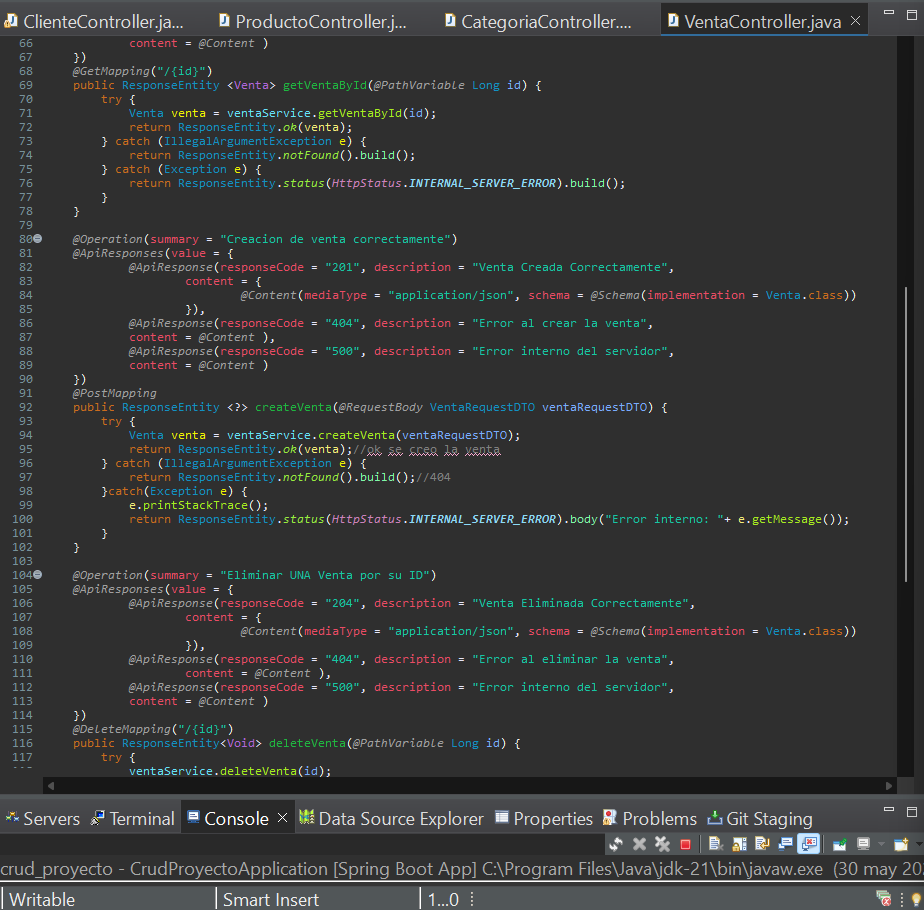 ClienteController.ja...
ProductoController.j...
CategoriaController....
VentaController.java
66 content = @Content )
67 })
68 @GetMapping("/{id}")
69 public ResponseEntity <Venta> getVentaById(@PathVariable Long id) {
70 try {
71 Venta venta = ventaService.getVentaById(id);
72 return ResponseEntity.ok(venta);
73 } catch (IllegalArgumentException e) {
74 return ResponseEntity.notFound().build();
75 } catch (Exception e) {
76 return ResponseEntity.status(HttpStatus.INTERNAL_SERVER_ERROR).build();
77 }
78 }
79
80 @Operation(summary = "Creacion de venta correctamente")
81 @ApiResponses(value = {
82 @ApiResponse(responseCode = "201", description = "Venta Creada Correctamente",
83 content = {
84 @Content(mediaType = "application/json", schema = @Schema(implementation = Venta.class))
85 }),
86 @ApiResponse(responseCode = "404", description = "Error al crear la venta",
87 content = @Content ),
88 @ApiResponse(responseCode = "500", description = "Error interno del servidor",
89 content = @Content )
90 })
91 @PostMapping
92 public ResponseEntity <?> createVenta(@RequestBody VentaRequestDTO ventaRequestDTO) {
93 try {
94 Venta venta = ventaService.createVenta(ventaRequestDTO);
95 return ResponseEntity.ok(venta);//ok se creo la venta
96 } catch (IllegalArgumentException e) {
97 return ResponseEntity.notFound().build();//404
98 }catch(Exception e) {
99 e.printStackTrace();
100 return ResponseEntity.status(HttpStatus.INTERNAL_SERVER_ERROR).body("Error interno: "+ e.getMessage());
101 }
102 }
103
104 @Operation(summary = "Eliminar UNA Venta por su ID")
105 @ApiResponses(value = {
106 @ApiResponse(responseCode = "204", description = "Venta Eliminada Correctamente",
107 content = {
108 @Content(mediaType = "application/json", schema = @Schema(implementation = Venta.class))
109 }),
110 @ApiResponse(responseCode = "404", description = "Error al eliminar la venta",
111 content = @Content ),
112 @ApiResponse(responseCode = "500", description = "Error interno del servidor",
113 content = @Content )
114 })
115 @DeleteMapping("/{id}")
116 public ResponseEntity<Void> deleteVenta(@PathVariable Long id) {
117 try {
ventaService.deleteVenta(id);
Servers
Terminal
Console
Data Source Explorer
Properties
Problems
Git Staging
crud_proyecto - CrudProyectoApplication [Spring Boot App] C:\Program Files\Java\jdk-21\bin\javaw.exe (30 may 20
Writable
Smart Insert
1...0